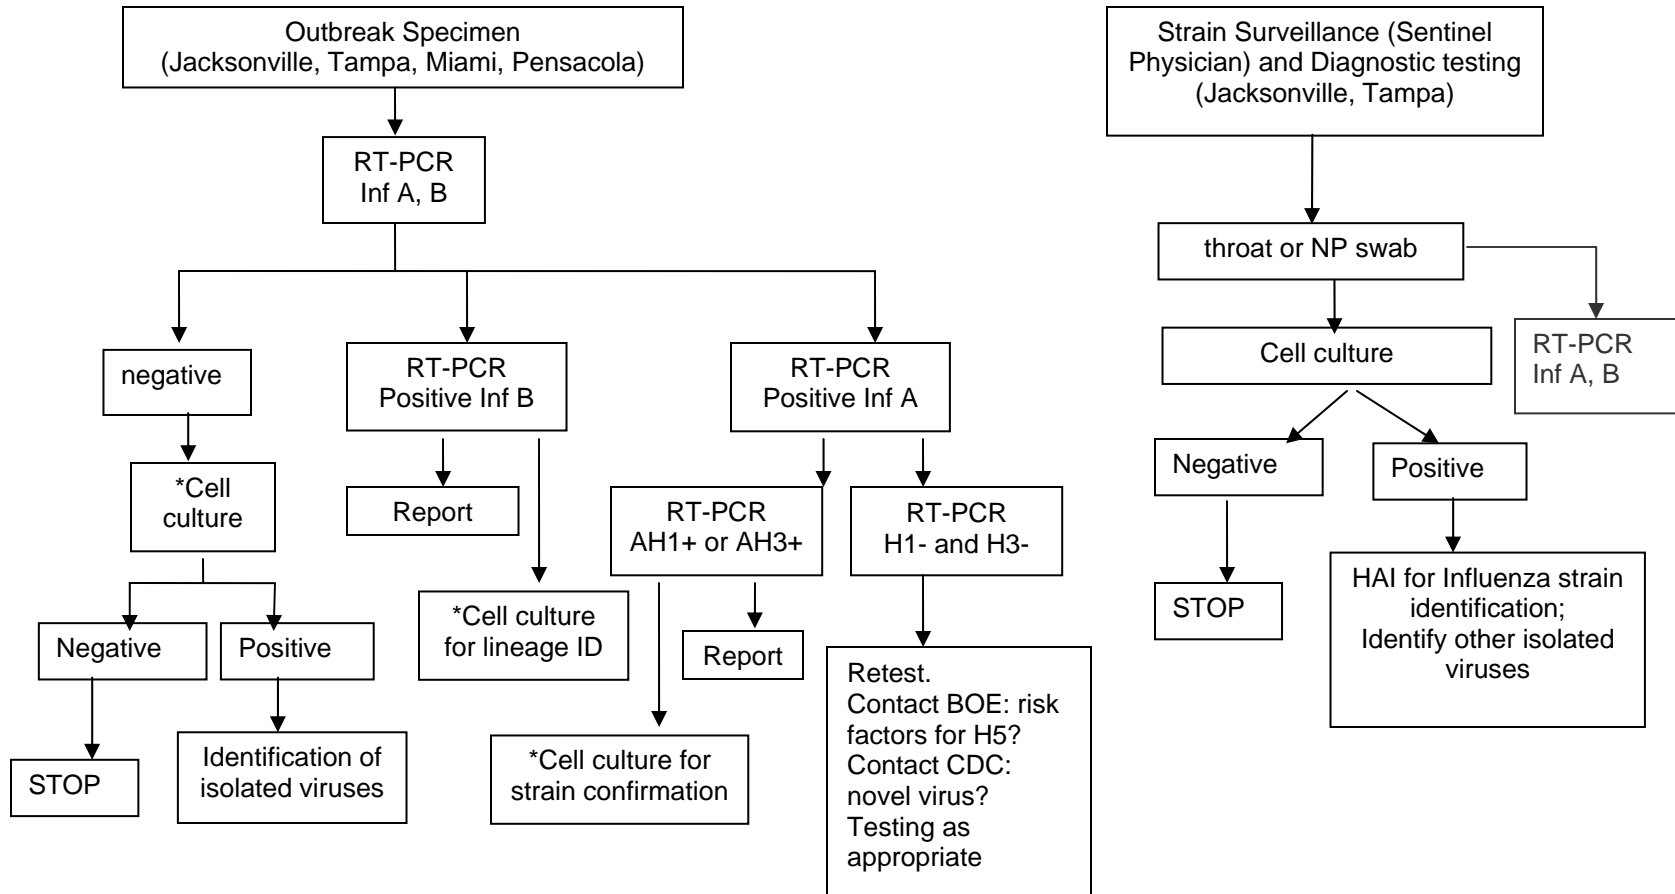 Outbreak Specimen
(Jacksonville, Tampa, Miami, Pensacola)
RT-PCR
Inf A, B
negative
RT-PCR
Positive Inf B
RT-PCR
Positive Inf A
*Cell
culture
Report
RT-PCR
AH1+ or AH3+
RT-PCR
H1- and H3-
Negative
Positive
*Cell culture
for lineage ID
Report
STOP
Identification of
isolated viruses
*Cell culture for
strain confirmation
Retest.
Contact BOE: risk
factors for H5?
Contact CDC:
novel virus?
Testing as
appropriate
Strain Surveillance (Sentinel
Physician) and Diagnostic testing
(Jacksonville, Tampa)
throat or NP swab
Cell culture
RT-PCR
Inf A, B
Negative
Positive
STOP
HAI for Influenza strain
identification;
Identify other isolated
viruses